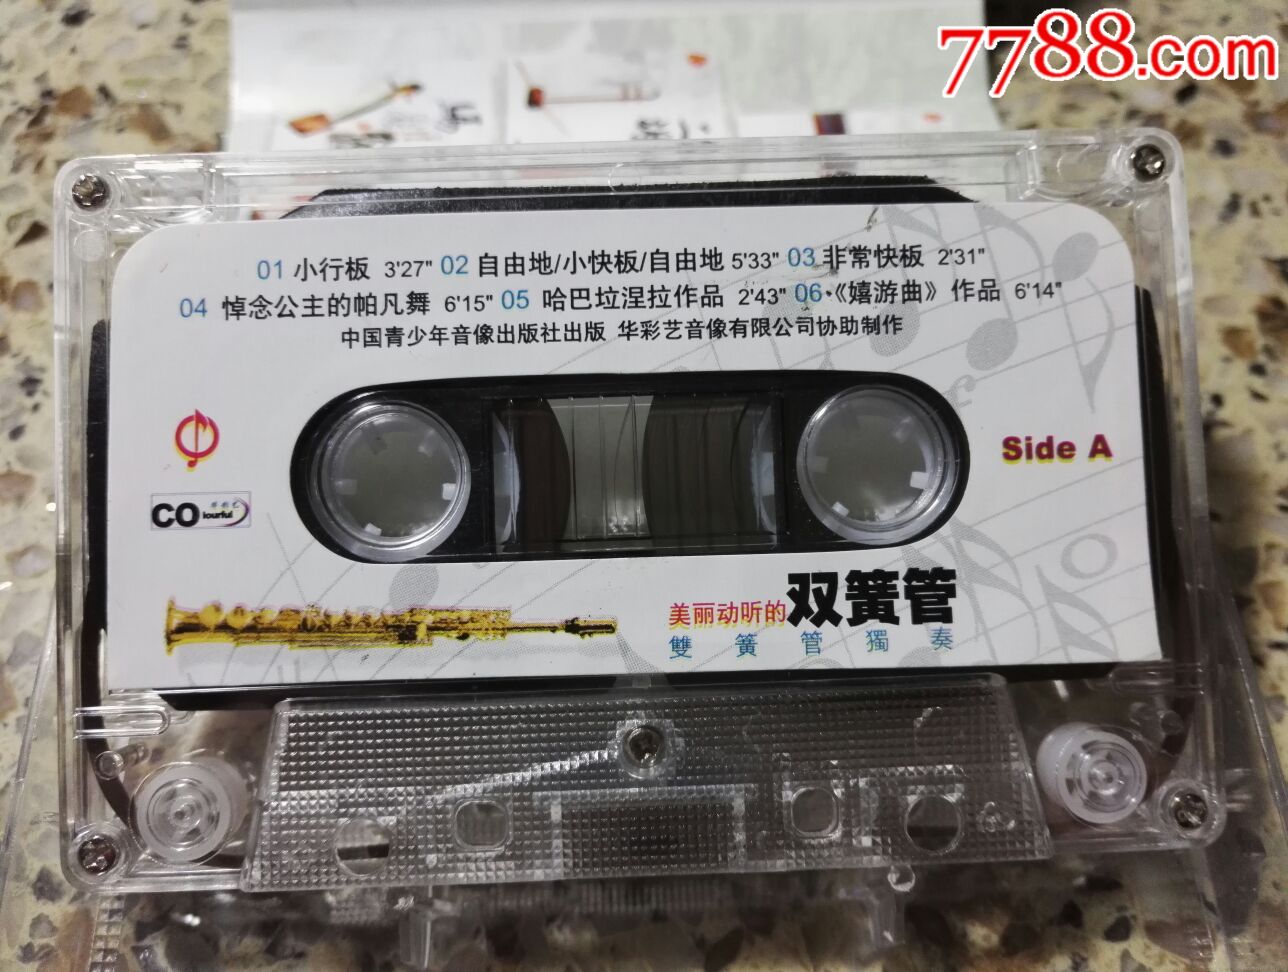 7788.com
01 小行板 3'27" 02 自由地/小快板/自由地 5'33" 03 非常快板 2'31"
04 悼念公主的帕凡舞 6'15" 05 哈巴垃涅拉作品 2'43" 06 《嬉游曲》作品 6'14"
中国青少年音像出版社出版 华彩艺音像有限公司协助制作
Side A
华彩艺
COlourful
美丽动听的双簧管
雙簧管獨奏